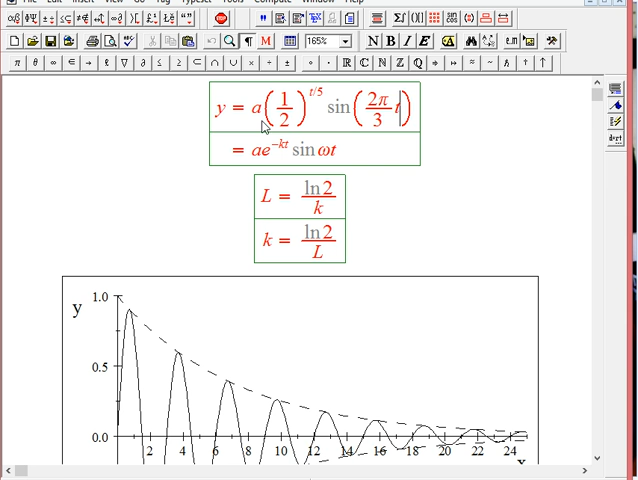 File Edit Insert View Go Tag Typeset Compute Window Help
165% N B I E
y = a(1/2)^{t/5} sin(2π/3 t)
= ae^{-kt} sin ωt
L = ln2/k
k = ln2/L
y
1.0
0.5
0.0
2 4 6 8 10 12 14 16 18 20 22 24
x